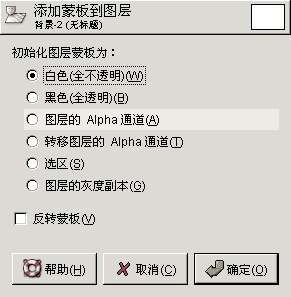 添加蒙板到图层
背景-2 (无标题)
初始化图层蒙板为：
白色(全不透明)(W)
黑色(全透明)(B)
图层的 Alpha 通道(A)
转移图层的 Alpha 通道(T)
选区(S)
图层的灰度副本(G)
反转蒙板(V)
帮助(H) 取消(C) 确定(O)